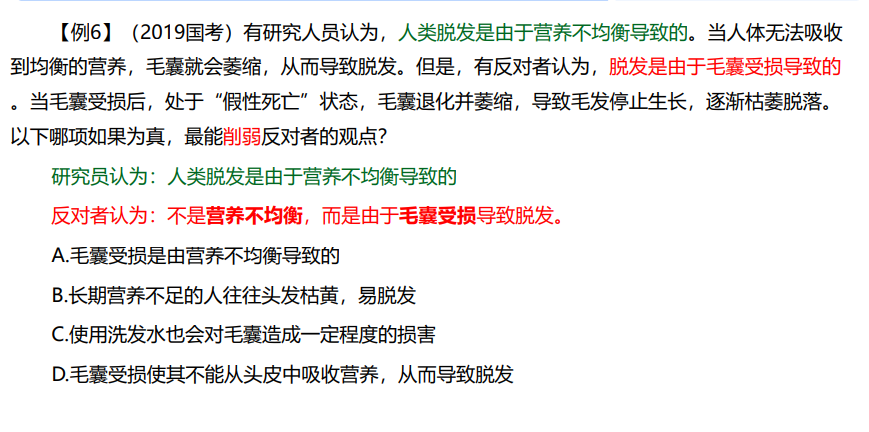 【例6】（2019国考）有研究人员认为，人类脱发是由于营养不均衡导致的。当人体无法吸收
到均衡的营养，毛囊就会萎缩，从而导致脱发。但是，有反对者认为，脱发是由于毛囊受损导致的
。当毛囊受损后，处于“假性死亡”状态，毛囊退化并萎缩，导致毛发停止生长，逐渐枯萎脱落。
以下哪项如果为真，最能削弱反对者的观点？
研究员认为：人类脱发是由于营养不均衡导致的
反对者认为：不是营养不均衡，而是由于毛囊受损导致脱发。
A.毛囊受损是由营养不均衡导致的
B.长期营养不足的人往往头发枯黄，易脱发
C.使用洗发水也会对毛囊造成一定程度的损害
D.毛囊受损使其不能从头皮中吸收营养，从而导致脱发